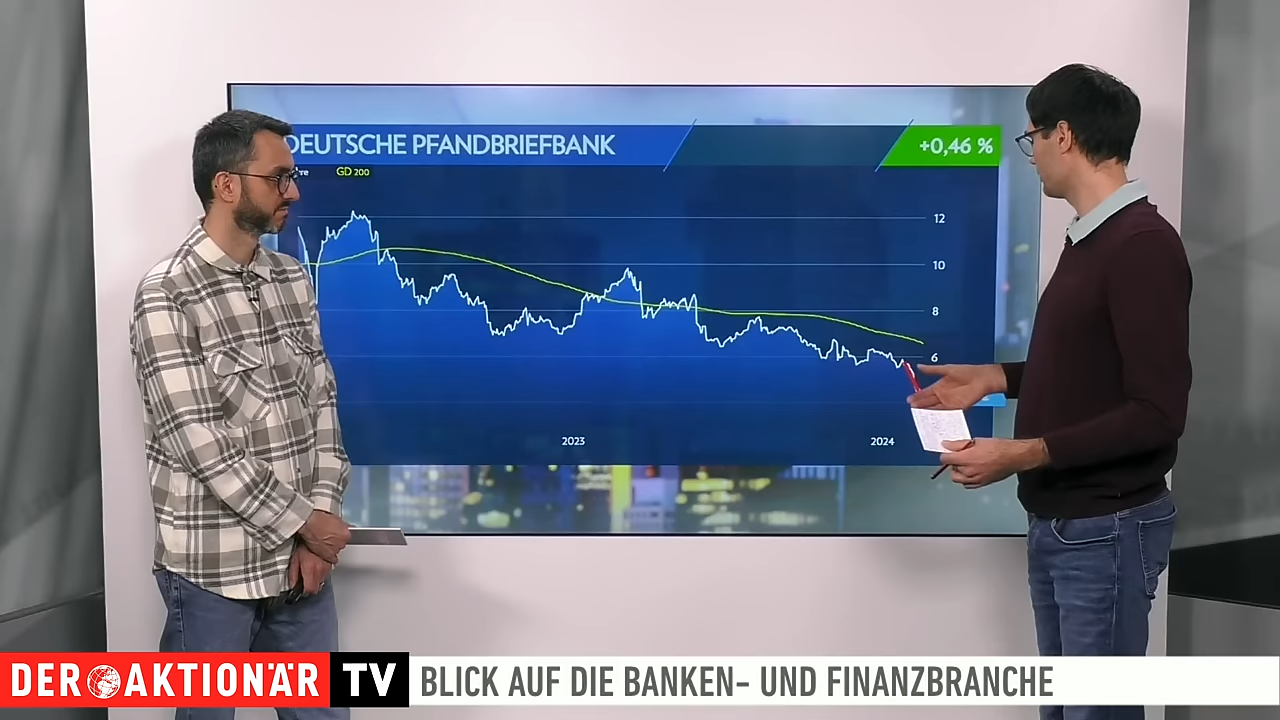 DEUTSCHE PFANDBRIEFBANK
+0,46 %
GD 200
12
10
8
6
2023
2024
DER AKTIONÄR TV
BLICK AUF DIE BANKEN- UND FINANZBRANCHE